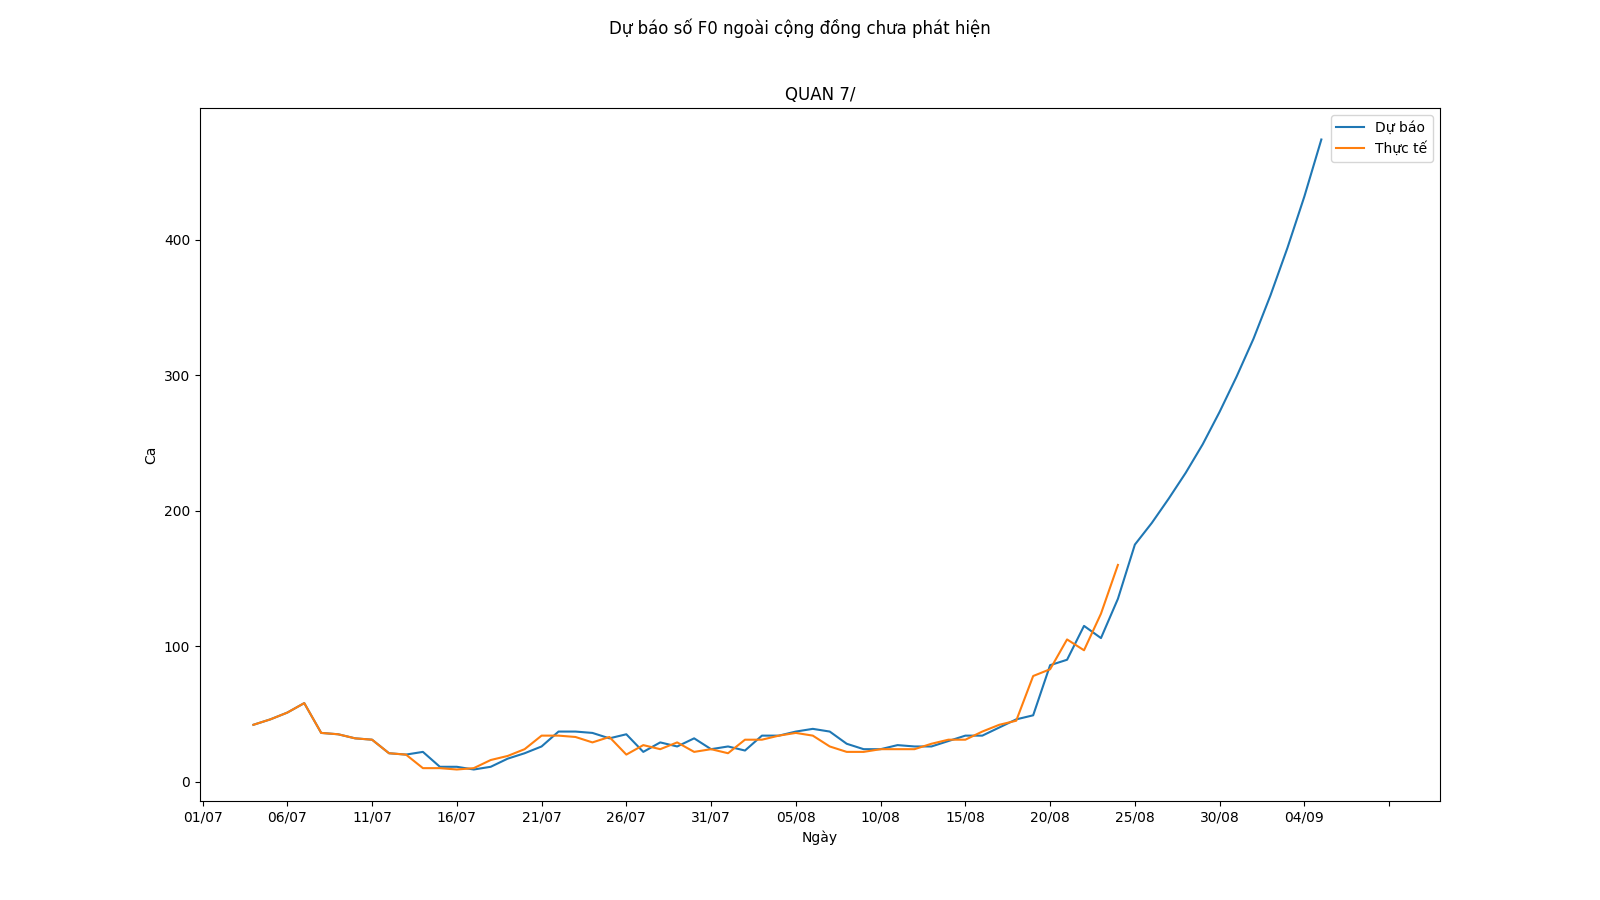 Dự báo số F0 ngoài cộng đồng chưa phát hiện
QUAN 7/
Dự báo
Thực tế
400
300
200
100
0
Ca
01/07 06/07 11/07 16/07 21/07 26/07 31/07 05/08 10/08 15/08 20/08 25/08 30/08 04/09
Ngày